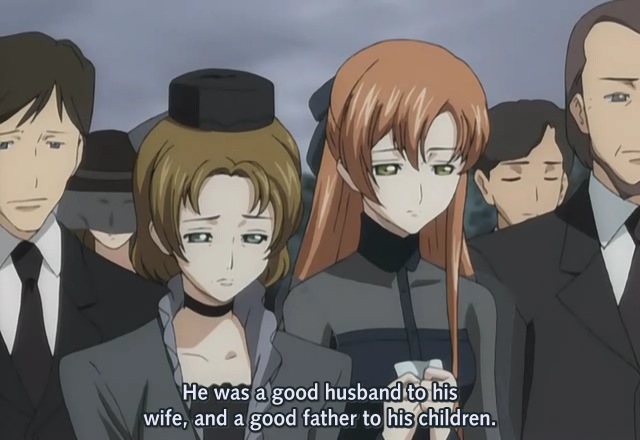 He was a good husband to his
wife, and a good father to his children.